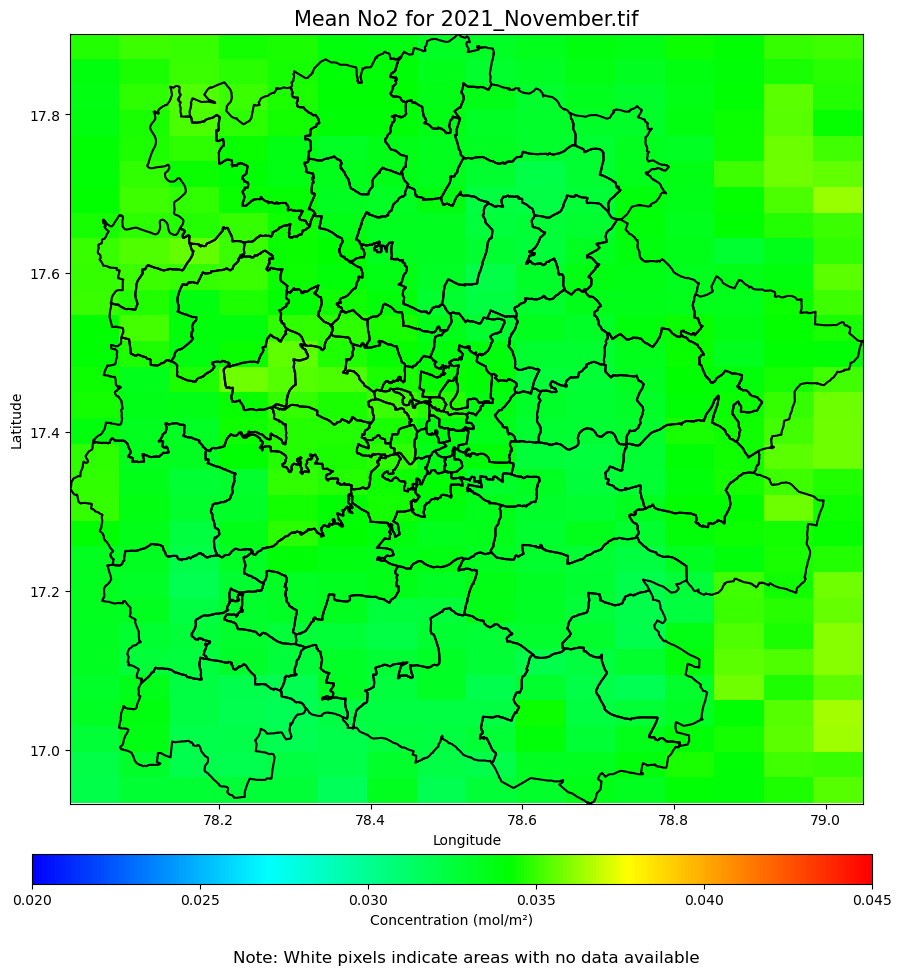 Mean No2 for 2021_November.tif
17.8
17.6
17.4
17.2
17.0
Latitude
78.2 78.4 78.6 78.8 79.0
Longitude
0.020 0.025 0.030 0.035 0.040 0.045
Concentration (mol/m²)
Note: White pixels indicate areas with no data available